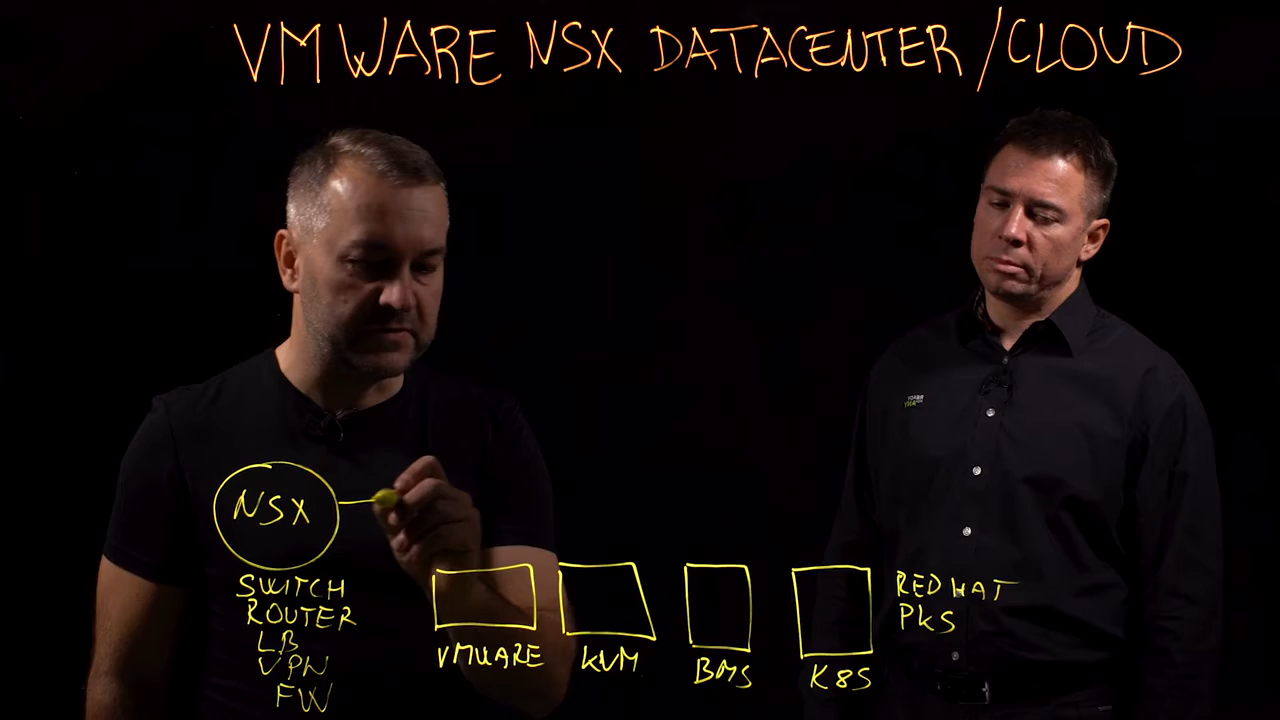 VMWARE NSX DATACENTER / CLOUD
NSX
SWITCH
ROUTER
LB
VPN
FW
VMWARE
KVM
BMS
K8S
RED HAT
PKS